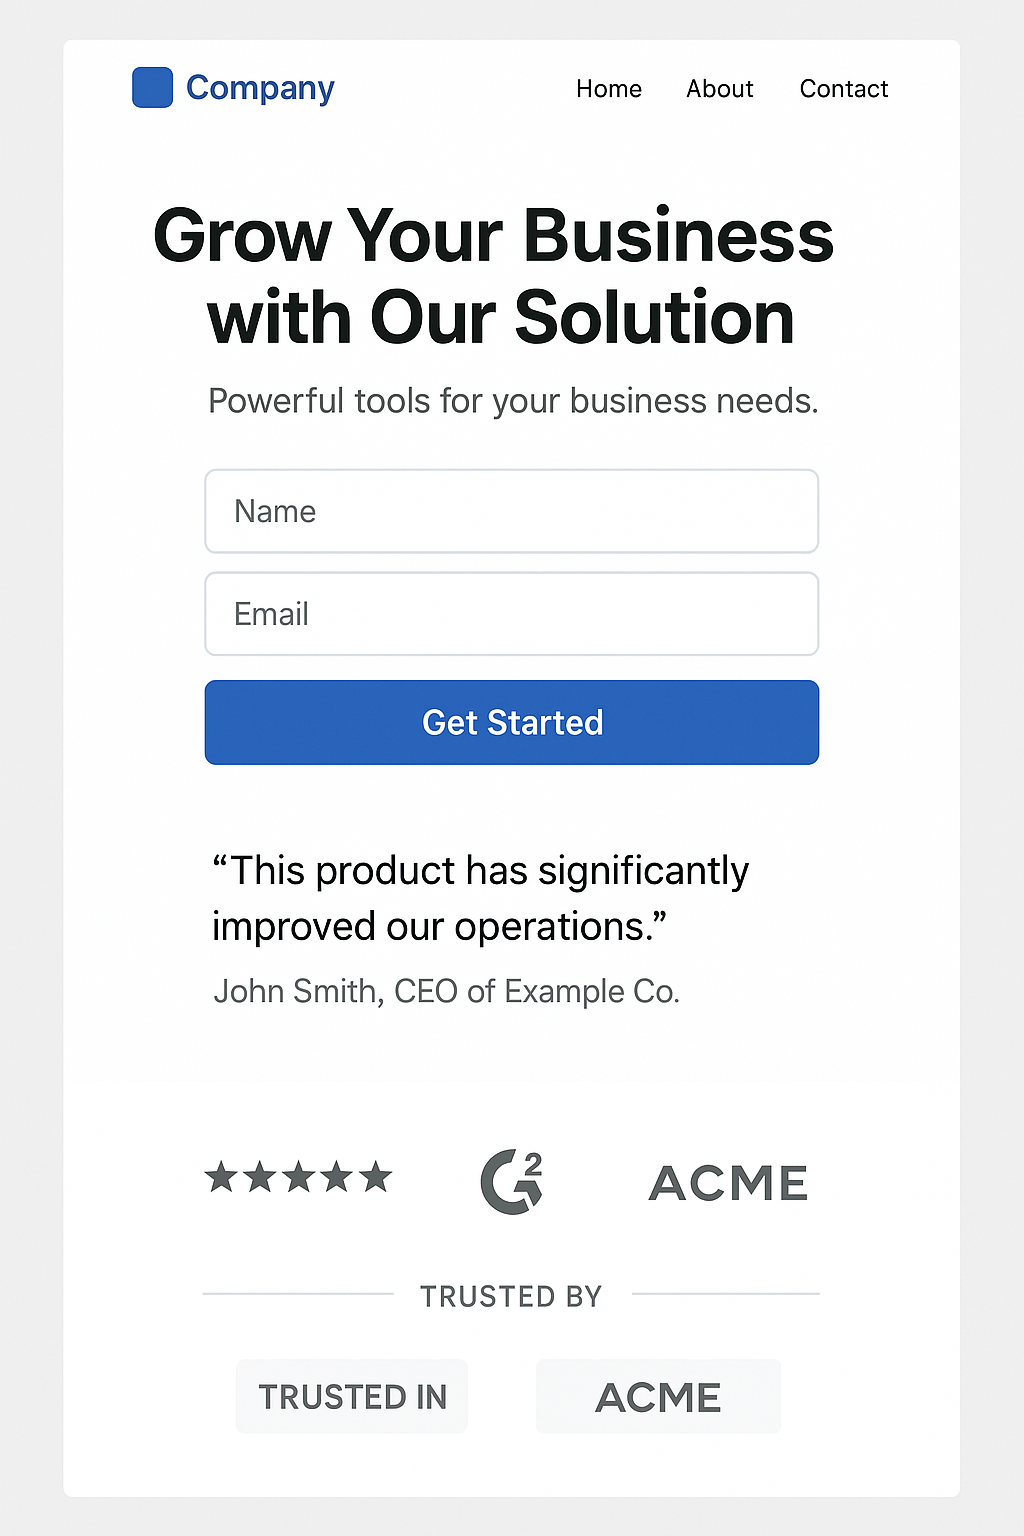 Company
Home About Contact
Grow Your Business
with Our Solution
Powerful tools for your business needs.
Name
Email
Get Started
“This product has significantly
improved our operations.”
John Smith, CEO of Example Co.
G2 ACME
TRUSTED BY
TRUSTED IN ACME